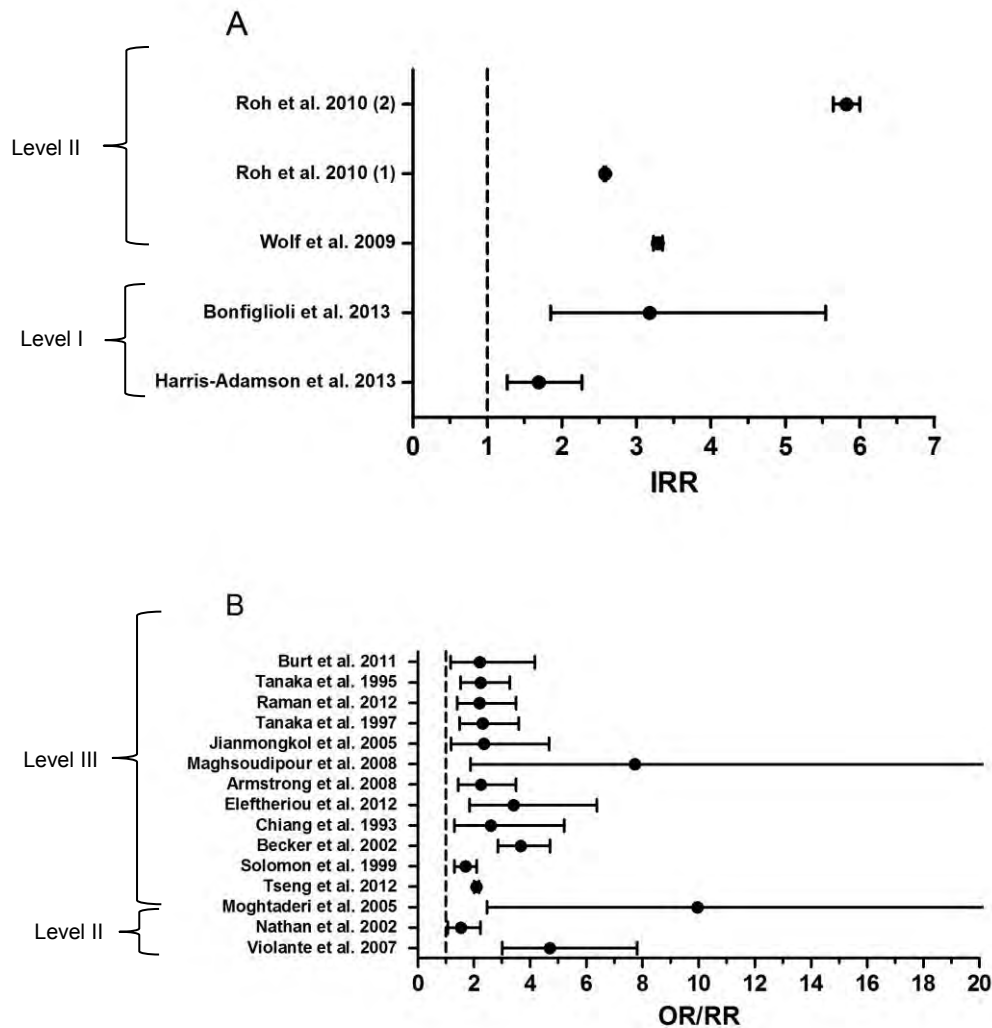 A
Level II
Roh et al. 2010 (2)
Roh et al. 2010 (1)
Wolf et al. 2009
Level I
Bonfiglioli et al. 2013
Harris-Adamson et al. 2013
0 1 2 3 4 5 6 7
IRR
B
Level III
Burt et al. 2011
Tanaka et al. 1995
Raman et al. 2012
Tanaka et al. 1997
Jianmongkol et al. 2005
Maghsoudipour et al. 2008
Armstrong et al. 2008
Eleftheriou et al. 2012
Chiang et al. 1993
Becker et al. 2002
Solomon et al. 1999
Tseng et al. 2012
Moghtaderi et al. 2005
Level II
Nathan et al. 2002
Violante et al. 2007
0 2 4 6 8 10 12 14 16 18 20
OR/RR